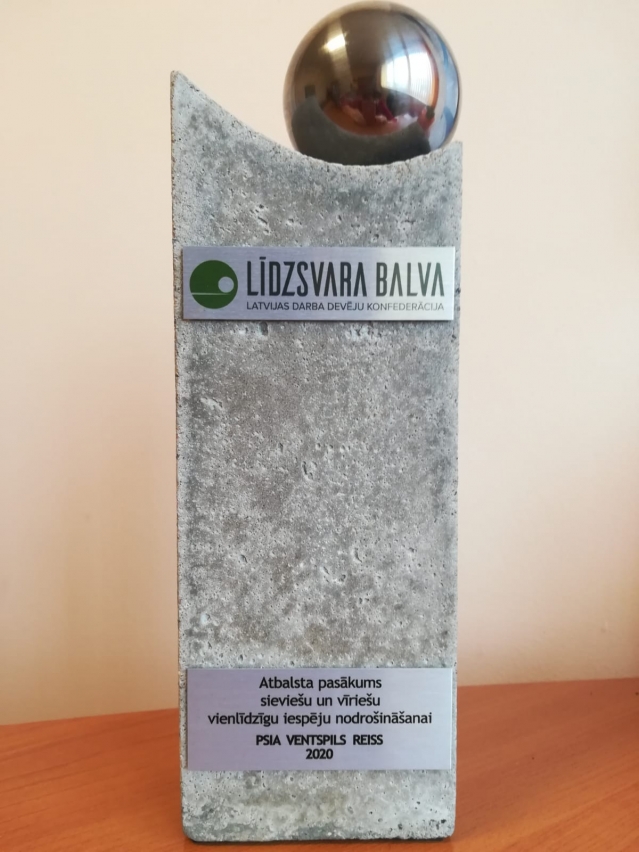 LĪDZSVARA BALVA
LATVIJAS DARBA DEVĒJU KONFEDERĀCIJA
Atbalsta pasākums
sieviešu un vīriešu
vienlīdzīgu iespēju nodrošināšanai
PSIA VENTSPILS REISS
2020